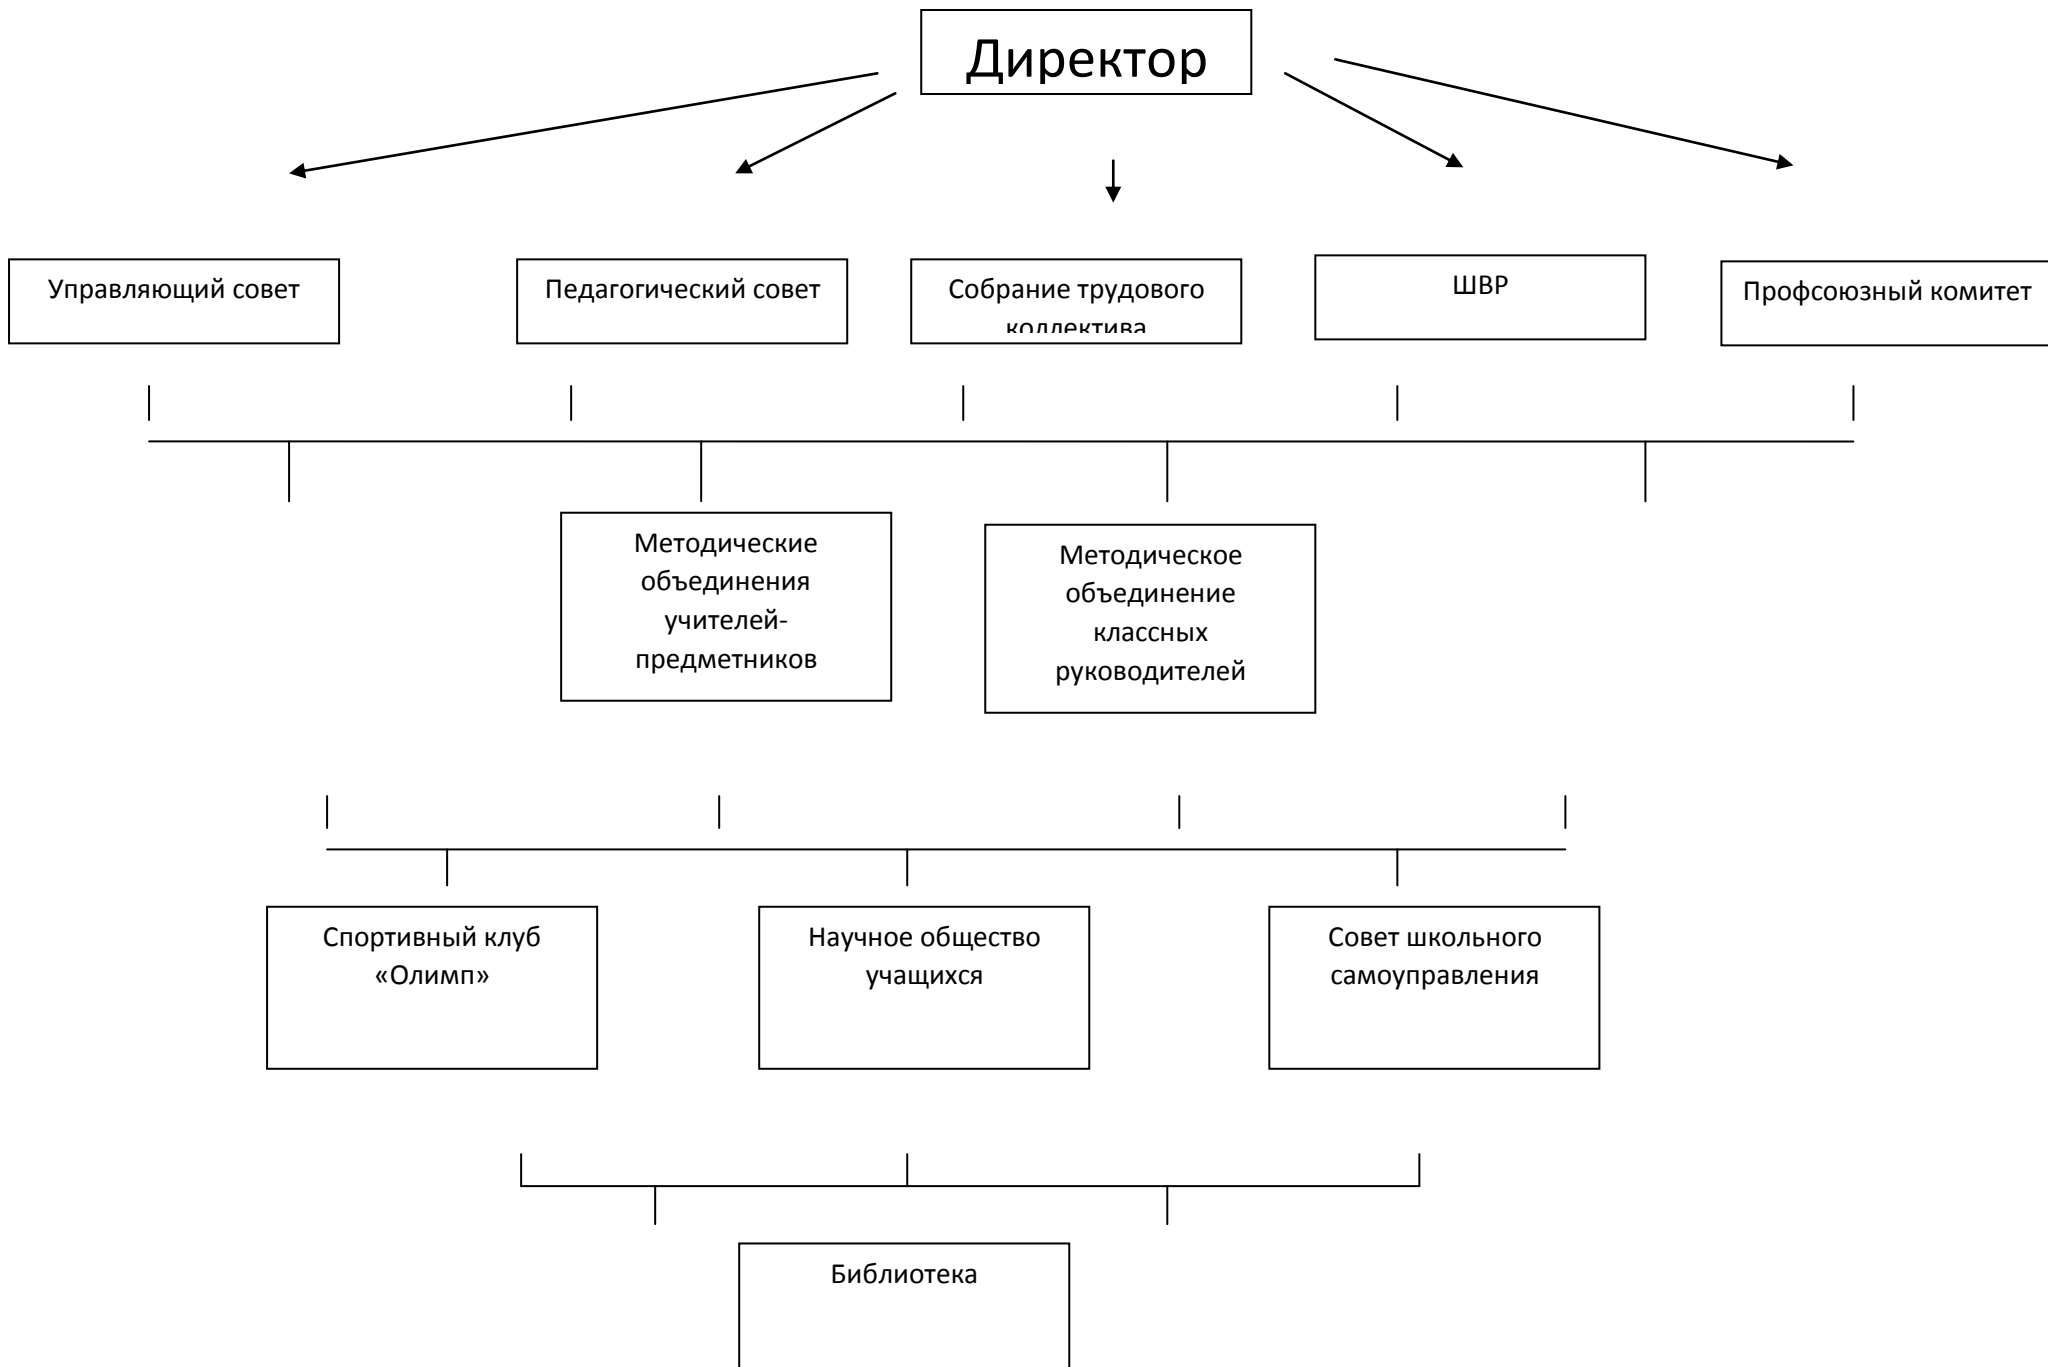 Директор
Управляющий совет
Педагогический совет
Собрание трудового
коллектива
ШВР
Профсоюзный комитет
Методические
объединения
учителей-
предметников
Методическое
объединение
классных
руководителей
Спортивный клуб
«Олимп»
Научное общество
учащихся
Совет школьного
самоуправления
Библиотека